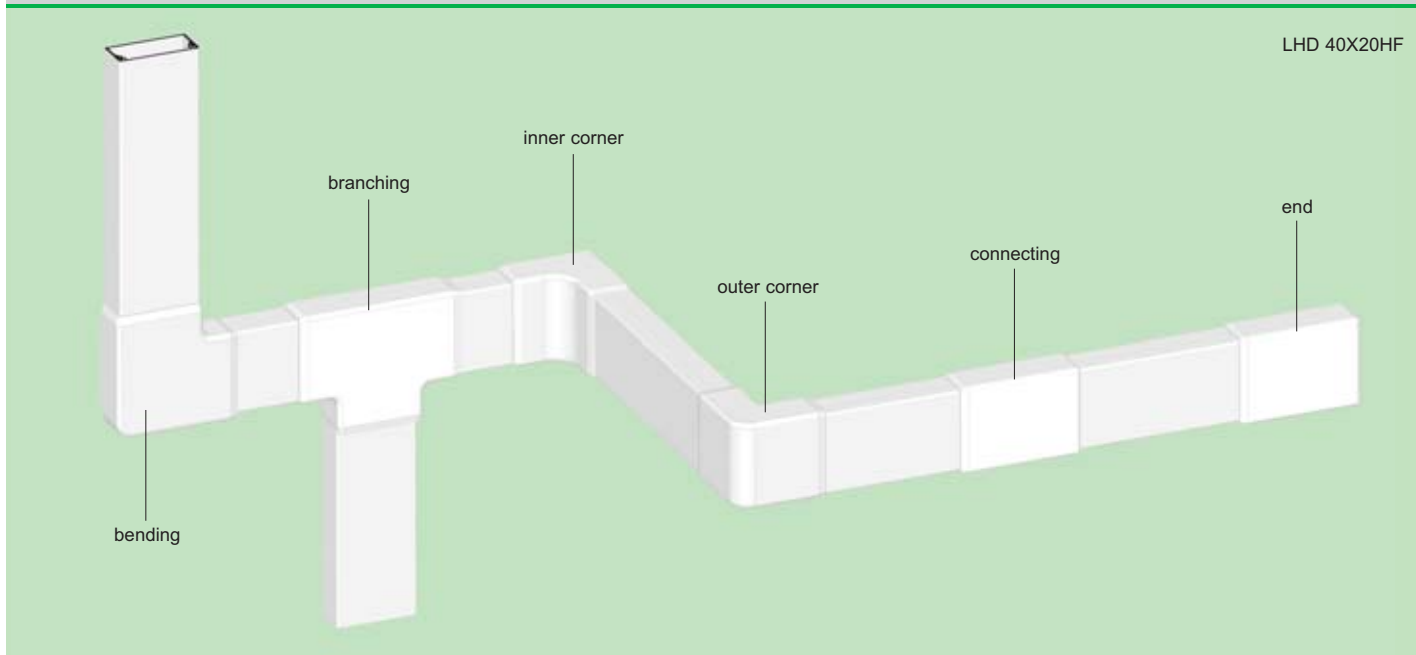 LHD 40X20HF
inner corner
branching
end
connecting
outer corner
bending